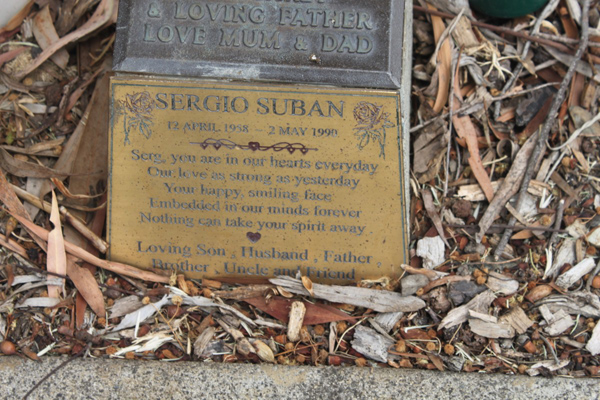 & LOVING FATHER
LOVE MUM & DAD
SERGIO SUBAN
12 APRIL 1958 - 2 MAY 1990
Serg, you are in our hearts everyday
Our love as strong as yesterday
Your happy, smiling face
Embedded in our minds forever
Nothing can take your spirit away
Loving Son, Husband, Father
Brother, Uncle and Friend